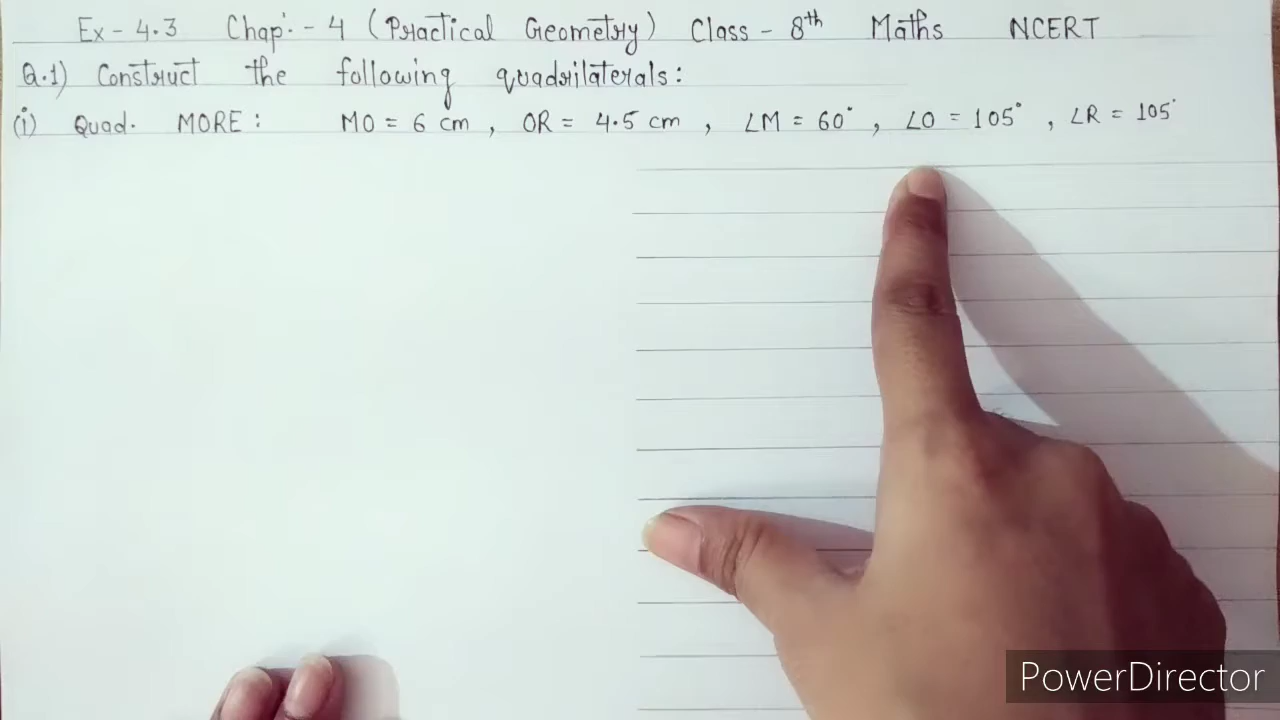 Ex - 4.3 Chap:- 4 (Practical Geometry) Class - 8th Maths NCERT
Q.1) Construct the following quadrilaterals:
(i) Quad. MORE: MO = 6 cm, OR = 4.5 cm, ∠M = 60°, ∠O = 105°, ∠R = 105°
PowerDirector